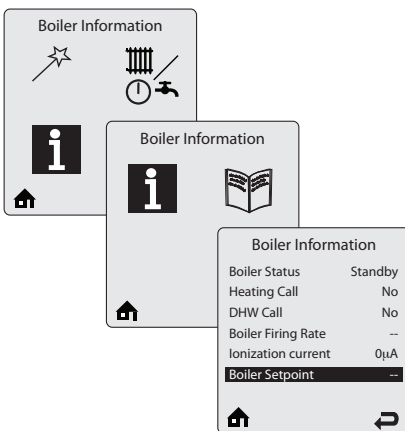 Boiler Information
Boiler Information
Boiler Information
Boiler Status Standby
Heating Call No
DHW Call No
Boiler Firing Rate --
Ionization current 0µA
Boiler Setpoint --